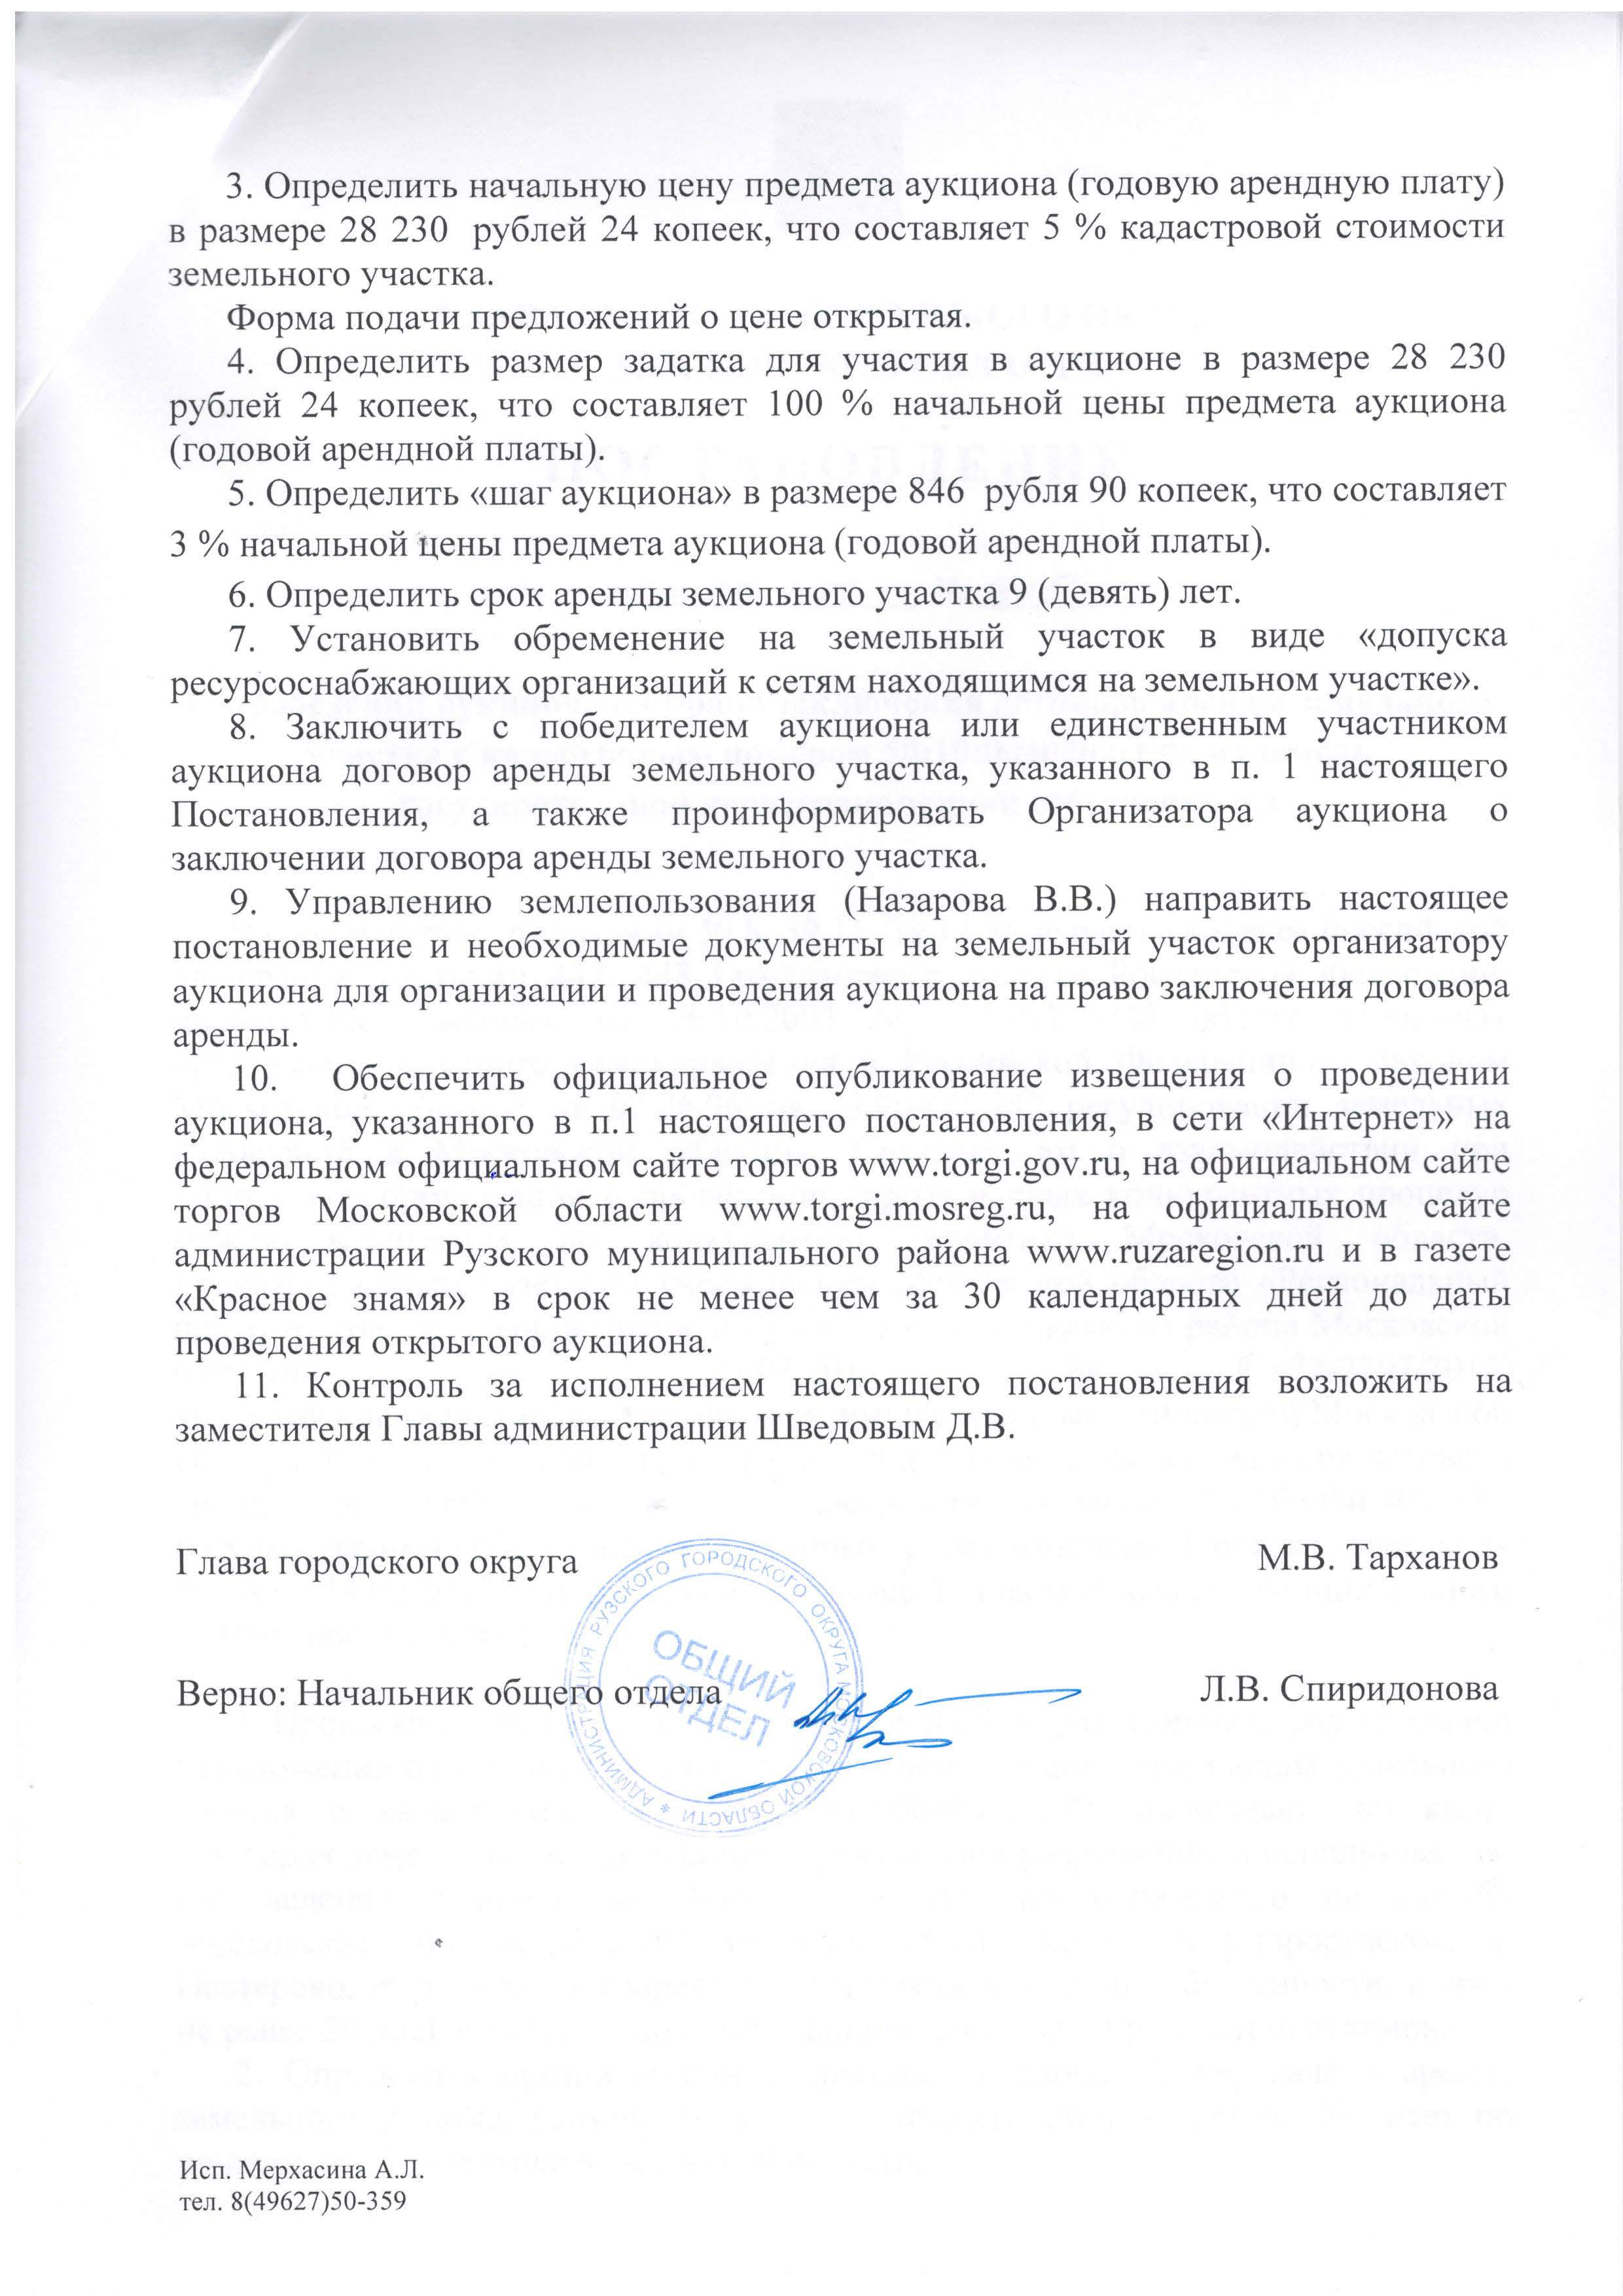 3. Определить начальную цену предмета аукциона (годовую арендную плату)
в размере 28 230 рублей 24 копеек, что составляет 5 % кадастровой стоимости
земельного участка.
Форма подачи предложений о цене открытая.
4. Определить размер задатка для участия в аукционе в размере 28 230
рублей 24 копеек, что составляет 100 % начальной цены предмета аукциона
(годовой арендной платы).
5. Определить «шаг аукциона» в размере 846 рубля 90 копеек, что составляет
3 % начальной цены предмета аукциона (годовой арендной платы).
6. Определить срок аренды земельного участка 9 (девять) лет.
7. Установить обременение на земельный участок в виде «допуска
ресурсоснабжающих организаций к сетям находящимся на земельном участке».
8. Заключить с победителем аукциона или единственным участником
аукциона договор аренды земельного участка, указанного в п. 1 настоящего
Постановления, а также проинформировать Организатора аукциона о
заключении договора аренды земельного участка.
9. Управлению землепользования (Назарова В.В.) направить настоящее
постановление и необходимые документы на земельный участок организатору
аукциона для организации и проведения аукциона на право заключения договора
аренды.
10. Обеспечить официальное опубликование извещения о проведении
аукциона, указанного в п.1 настоящего постановления, в сети «Интернет» на
федеральном официальном сайте торгов www.torgi.gov.ru, на официальном сайте
торгов Московской области www.torgi.mosreg.ru, на официальном сайте
администрации Рузского муниципального района www.ruzaregion.ru и в газете
«Красное знамя» в срок не менее чем за 30 календарных дней до даты
проведения открытого аукциона.
11. Контроль за исполнением настоящего постановления возложить на
заместителя Главы администрации Шведовым Д.В.
Глава городского округа М.В. Тарханов
Верно: Начальник общего отдела Л.В. Спиридонова
АДМИНИСТРАЦИЯ РУЗСКОГО ГОРОДСКОГО ОКРУГА МОСКОВСКОЙ ОБЛАСТИ *
ОБЩИЙ
ОТДЕЛ
Исп. Мерхасина А.Л.
тел. 8(49627)50-359